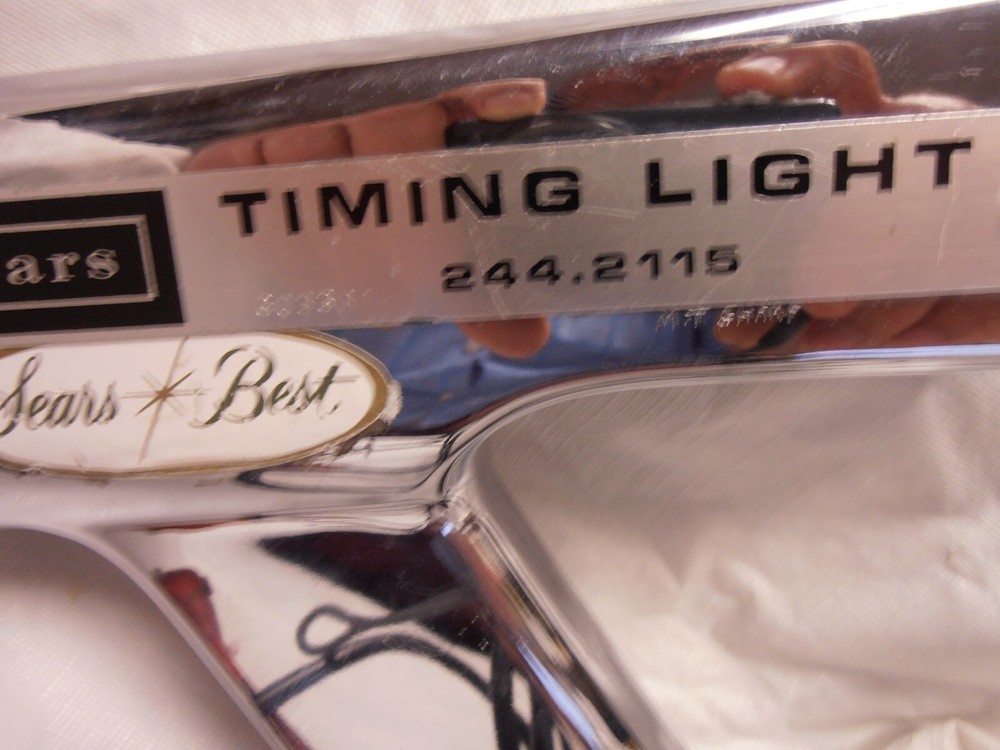 TIMING LIGHT
ars
244.2115
Sears Best